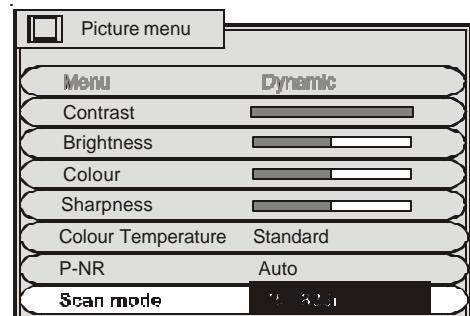 Picture menu
Menu Dynamic
Contrast
Brightness
Colour
Sharpness
Colour Temperature Standard
P-NR Auto
Scan mode